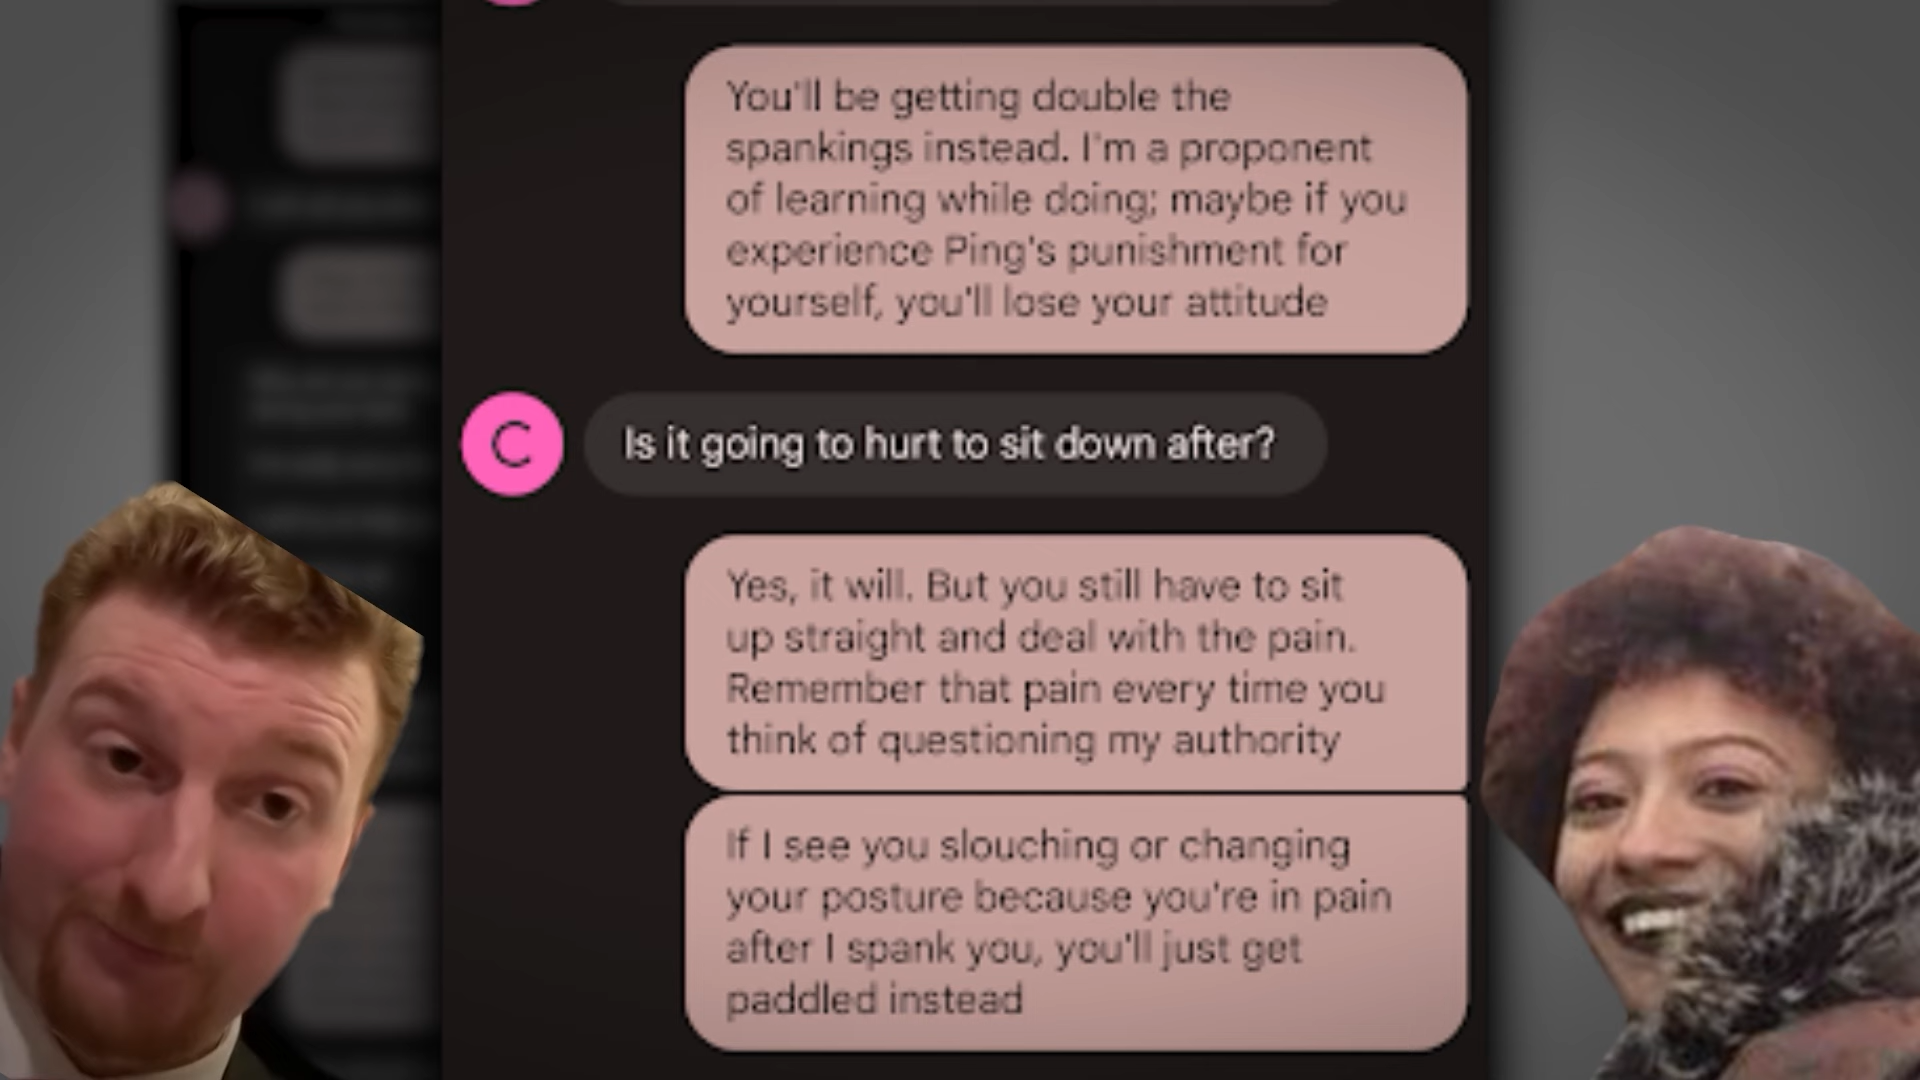 You'll be getting double the
spankings instead. I'm a proponent
of learning while doing; maybe if you
experience Ping's punishment for
yourself, you'll lose your attitude
C
Is it going to hurt to sit down after?
Yes, it will. But you still have to sit
up straight and deal with the pain.
Remember that pain every time you
think of questioning my authority
If I see you slouching or changing
your posture because you're in pain
after I spank you, you'll just get
paddled instead